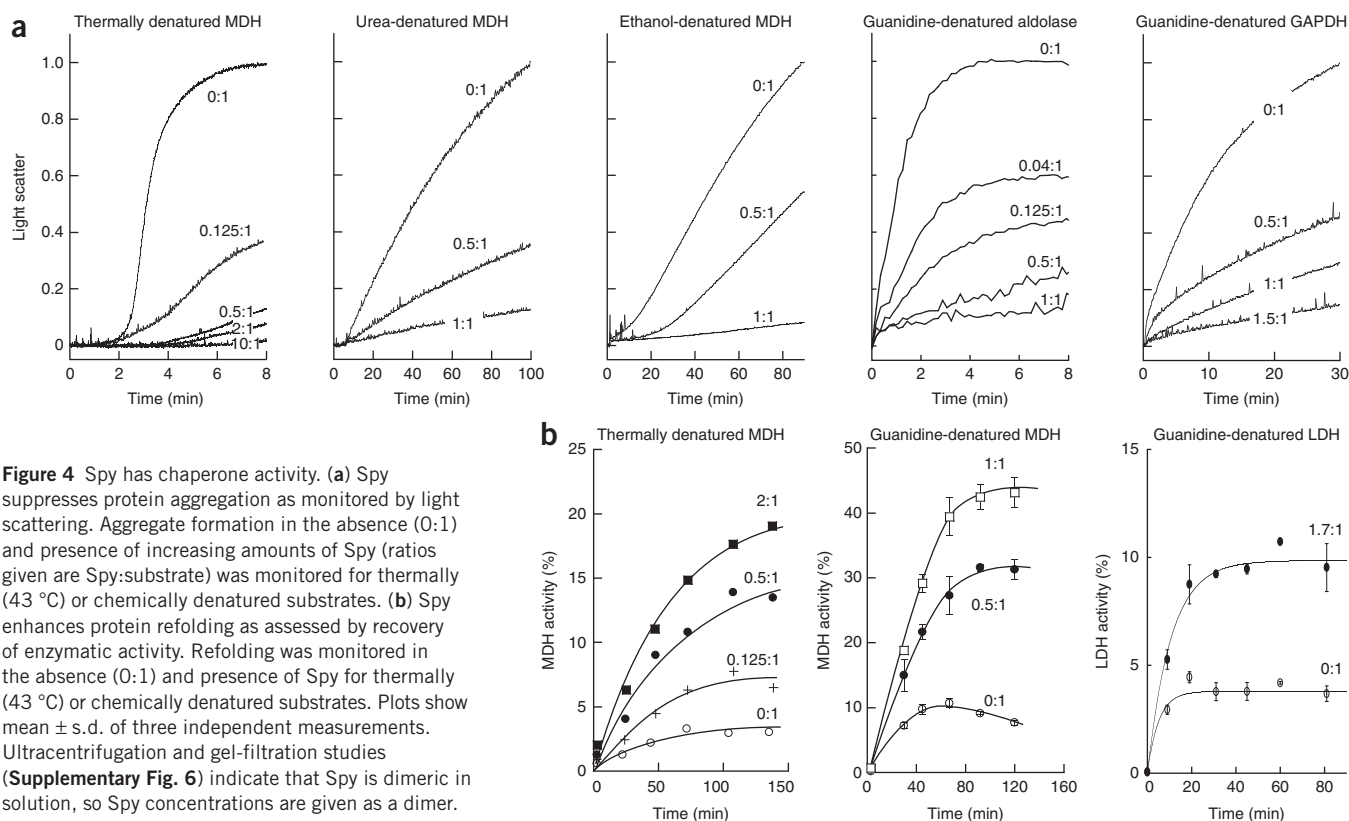 a
Thermally denatured MDH
Light scatter
1.0
0.8
0.6
0.4
0.2
0
0:1
0.125:1
0.5:1
2:1
10:1
0 2 4 6 8
Time (min)
Urea-denatured MDH
0:1
0.5:1
1:1
0 20 40 60 80 100
Time (min)
Ethanol-denatured MDH
0:1
0.5:1
1:1
0 20 40 60 80
Time (min)
Guanidine-denatured aldolase
0:1
0.04:1
0.125:1
0.5:1
1:1
0 2 4 6 8
Time (min)
Guanidine-denatured GAPDH
0:1
0.5:1
1:1
1.5:1
0 10 20 30
Time (min)
Figure 4 Spy has chaperone activity. (a) Spy
suppresses protein aggregation as monitored by light
scattering. Aggregate formation in the absence (0:1)
and presence of increasing amounts of Spy (ratios
given are Spy:substrate) was monitored for thermally
(43 °C) or chemically denatured substrates. (b) Spy
enhances protein refolding as assessed by recovery
of enzymatic activity. Refolding was monitored in
the absence (0:1) and presence of Spy for thermally
(43 °C) or chemically denatured substrates. Plots show
mean ± s.d. of three independent measurements.
Ultracentrifugation and gel-filtration studies
(Supplementary Fig. 6) indicate that Spy is dimeric in
solution, so Spy concentrations are given as a dimer.
b
Thermally denatured MDH
MDH activity (%)
25
20
15
10
5
0
2:1
0.5:1
0.125:1
0:1
0 50 100 150
Time (min)
Guanidine-denatured MDH
MDH activity (%)
50
40
30
20
10
0
1:1
0.5:1
0:1
0 40 80 120 160
Time (min)
Guanidine-denatured LDH
LDH activity (%)
15
10
5
0
1.7:1
0:1
0 20 40 60 80
Time (min)